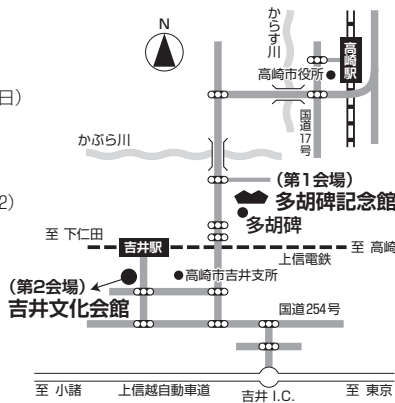 N
からす川
高崎駅
高崎市役所
日)
国道17号
かぶら川
(第1会場)
多胡碑記念館
2)
多胡碑
至 下仁田
吉井駅
至 高崎
上信電鉄
(第2会場)
高崎市吉井支所
吉井文化会館
国道254号
至 小諸
上信越自動車道
吉井 I.C.
至 東京